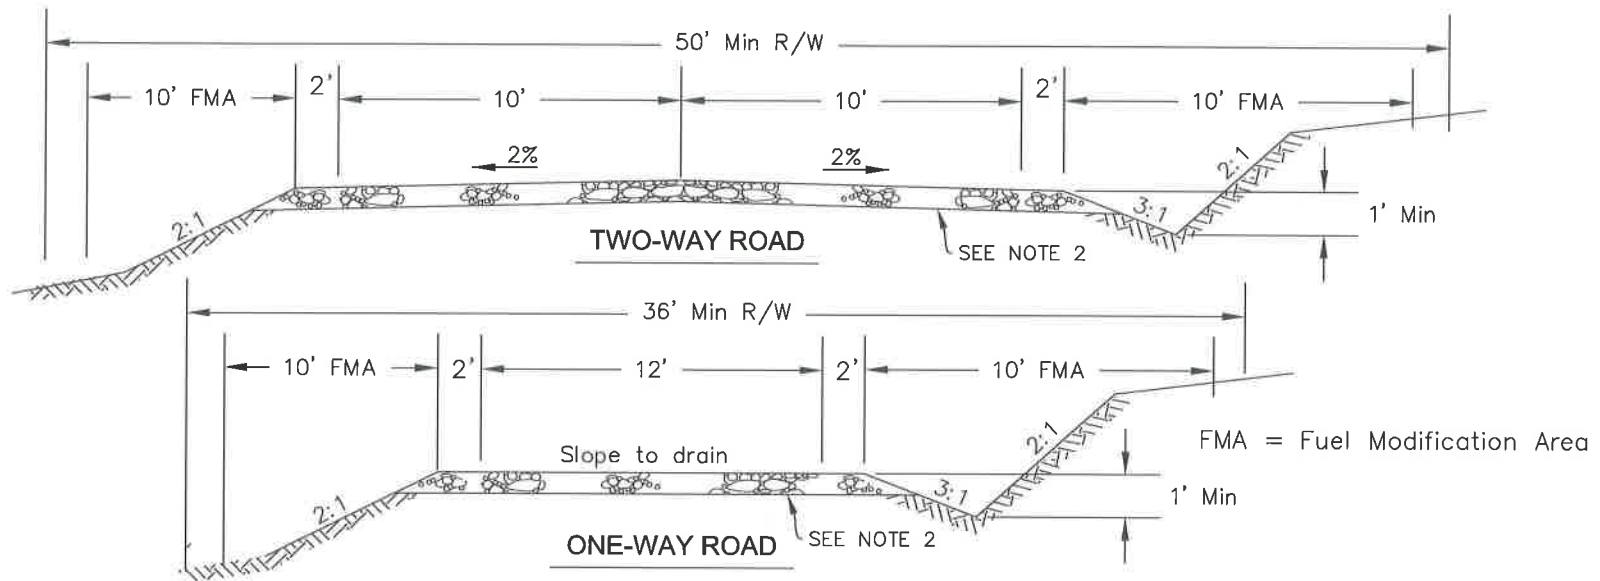 50' Min R/W
10' FMA
2'
10'
10'
2'
10' FMA
2%
2%
2:1
2:1
3:1
1' Min
TWO-WAY ROAD
SEE NOTE 2
36' Min R/W
10' FMA
2'
12'
2'
10' FMA
2:1
FMA = Fuel Modification Area
Slope to drain
3:1
1' Min
2:1
ONE-WAY ROAD
SEE NOTE 2